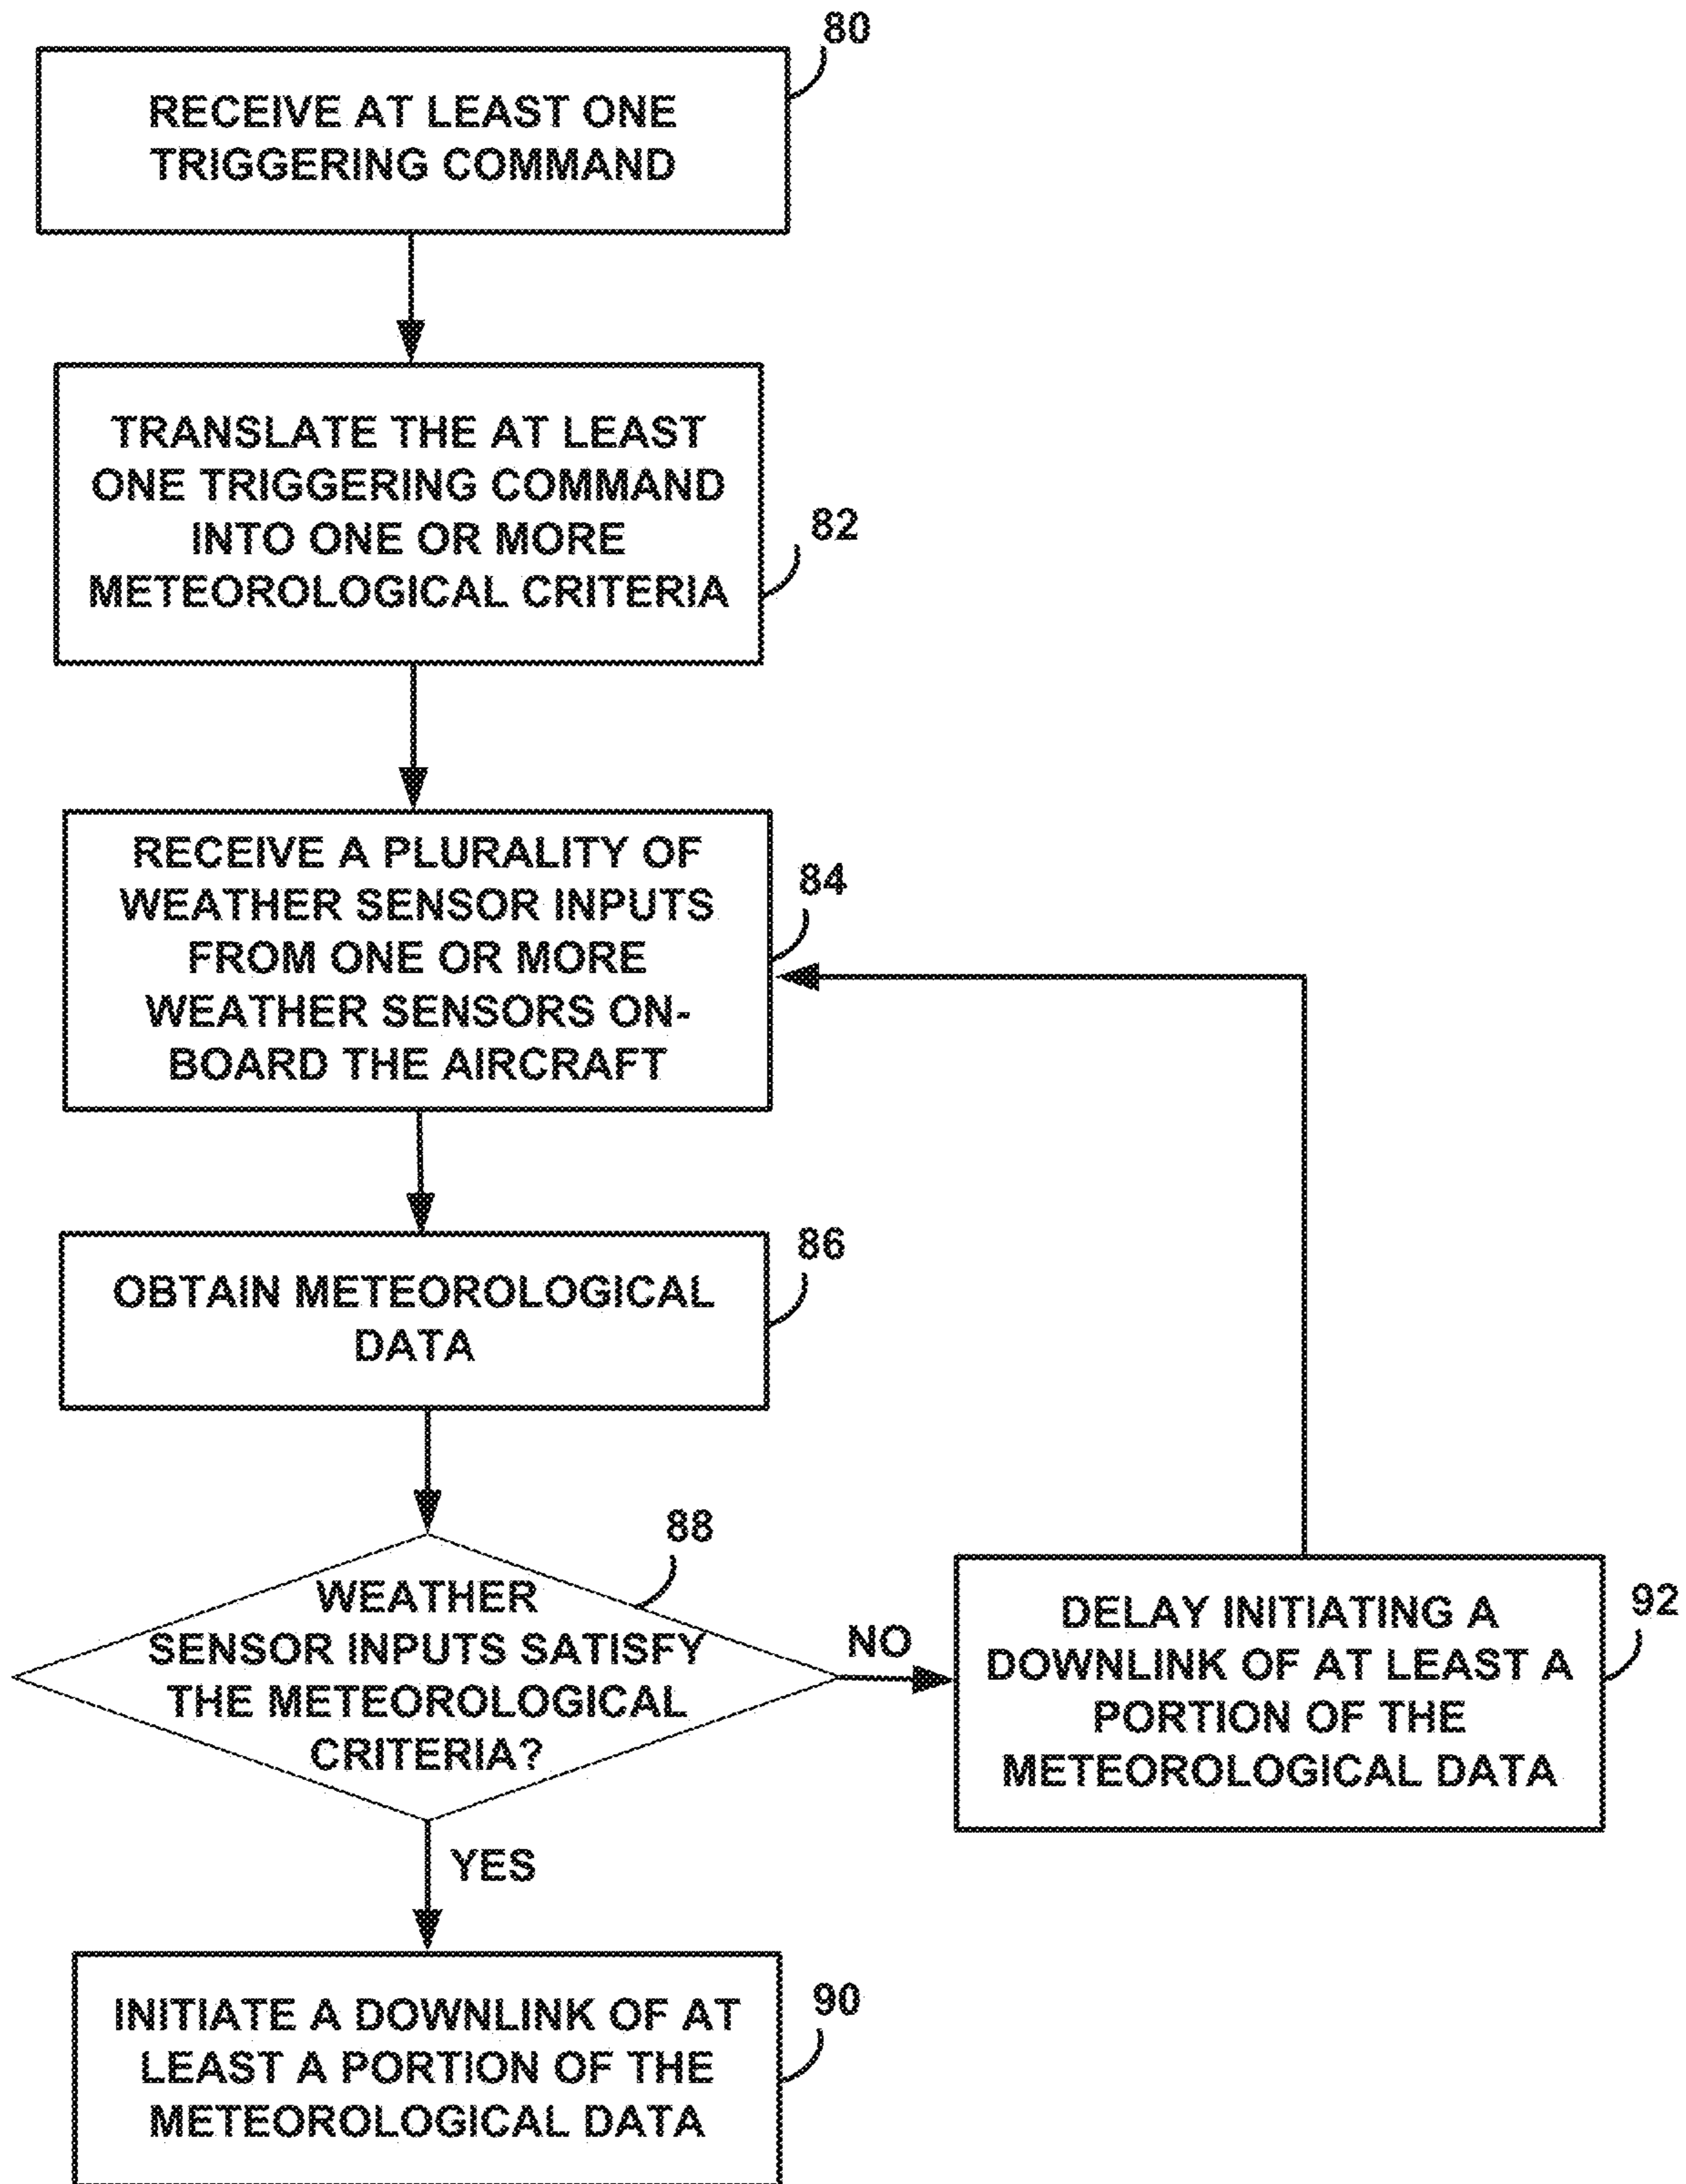 80
RECEIVE AT LEAST ONE
TRIGGERING COMMAND
TRANSLATE THE AT LEAST
ONE TRIGGERING COMMAND
INTO ONE OR MORE
METEOROLOGICAL CRITERIA
82
RECEIVE A PLURALITY OF
WEATHER SENSOR INPUTS
FROM ONE OR MORE
WEATHER SENSORS ON-
BOARD THE AIRCRAFT
84
OBTAIN METEOROLOGICAL
DATA
86
88
WEATHER
SENSOR INPUTS SATISFY
THE METEOROLOGICAL
CRITERIA?
NO
DELAY INITIATING A
DOWNLINK OF AT LEAST A
PORTION OF THE
METEOROLOGICAL DATA
92
YES
INITIATE A DOWNLINK OF AT
LEAST A PORTION OF THE
METEOROLOGICAL DATA
90